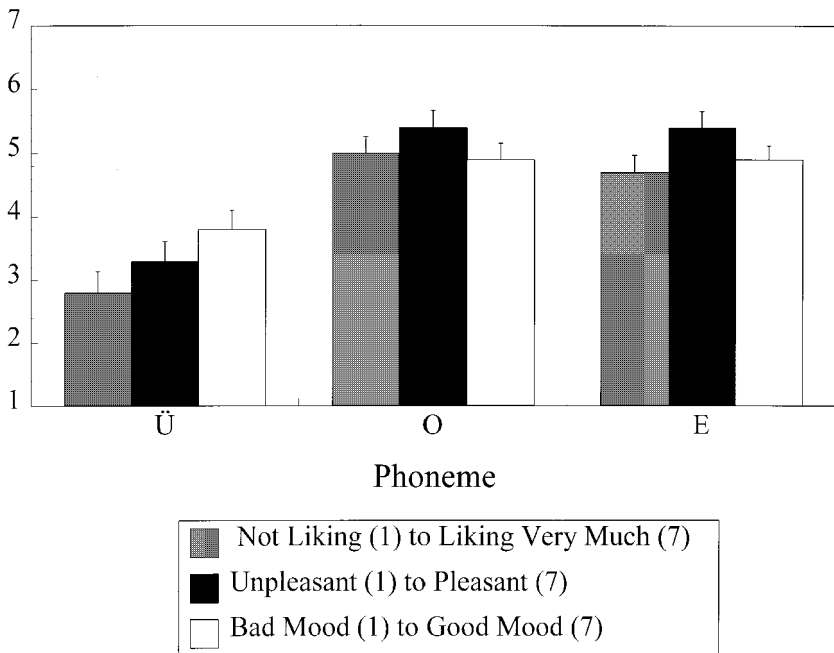 7
6
5
4
3
2
1
Ü O E
Phoneme
Not Liking (1) to Liking Very Much (7)
Unpleasant (1) to Pleasant (7)
Bad Mood (1) to Good Mood (7)